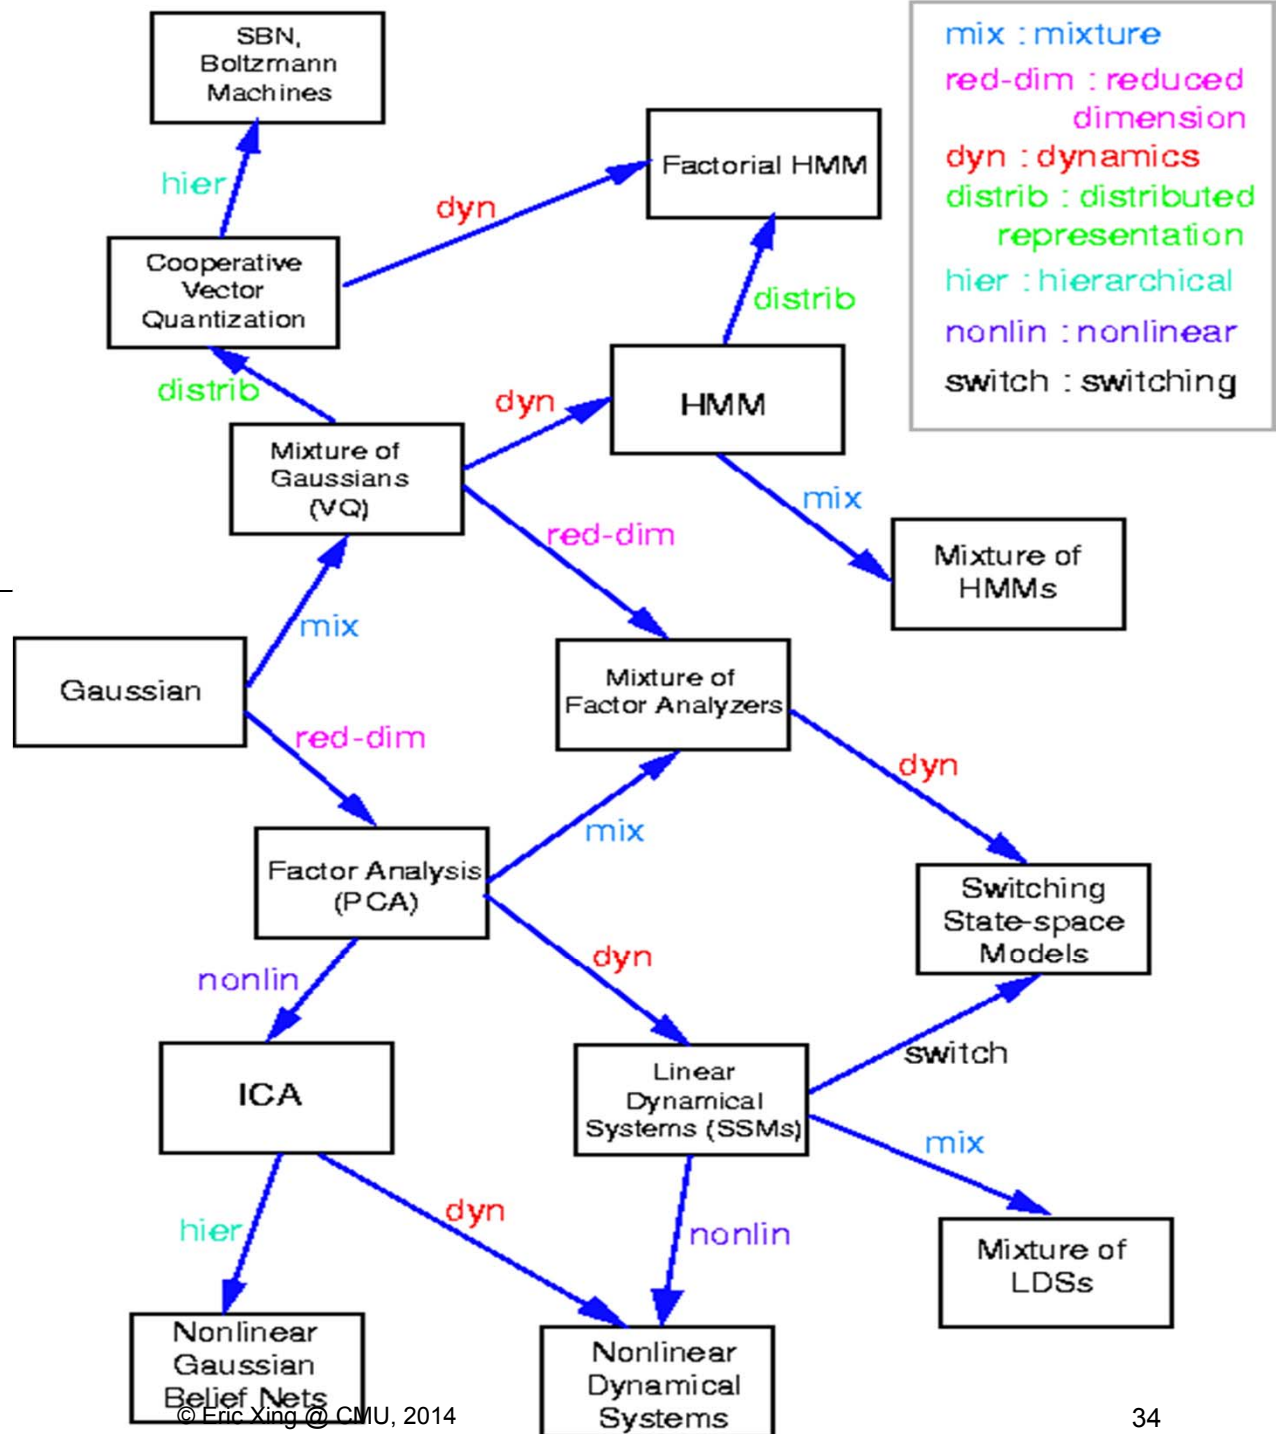 SBN,
Boltzmann
Machines
mix : mixture
red-dim : reduced
dimension
dyn : dynamics
distrib : distributed
representation
hier : hierarchical
nonlin : nonlinear
switch : switching
Factorial HMM
hier
dyn
Cooperative
Vector
Quantization
distrib
distrib
dyn
HMM
Mixture of
Gaussians
(VQ)
mix
red-dim
Mixture of
HMMs
mix
Gaussian
Mixture of
Factor Analyzers
red-dim
dyn
mix
Factor Analysis
(PCA)
Switching
State-space
Models
nonlin
dyn
switch
ICA
Linear
Dynamical
Systems (SSMs)
mix
hier
dyn
nonlin
Mixture of
LDSs
Nonlinear
Gaussian
Belief Nets
Nonlinear
Dynamical
Systems
© Eric Xing @ CMU, 2014
34